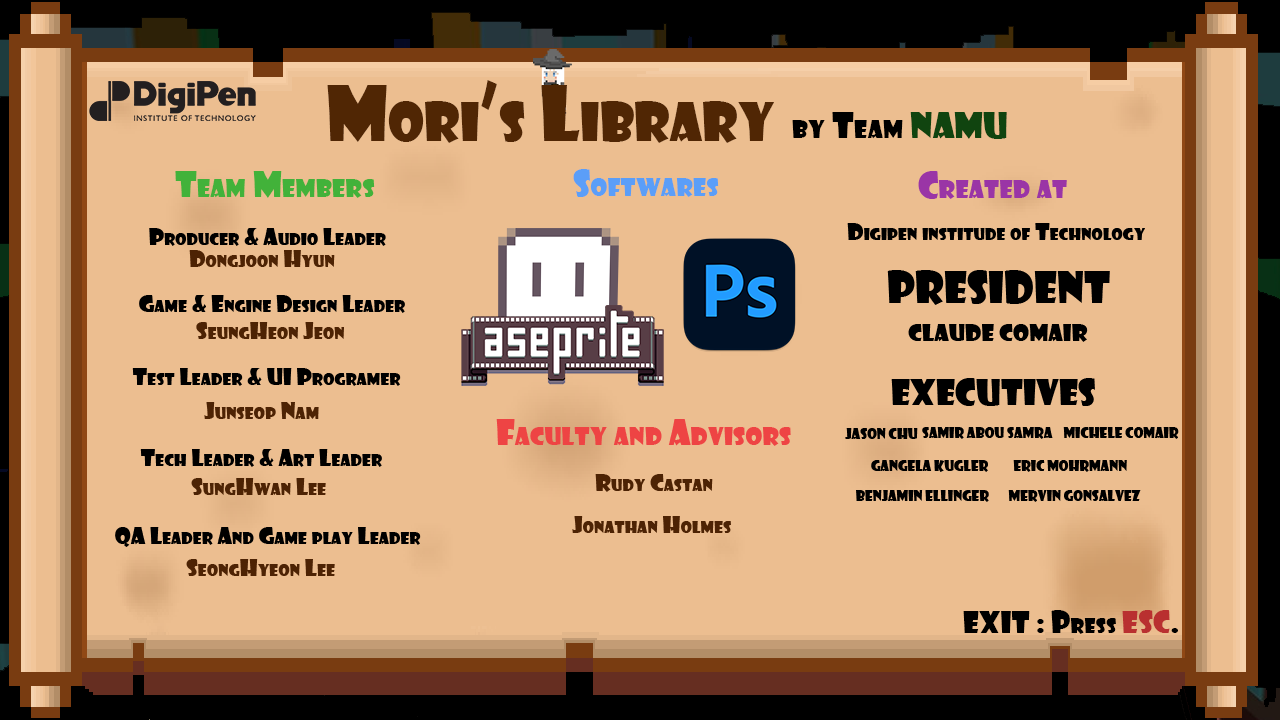 DigiPen
INSTITUTE OF TECHNOLOGY
Mori's Library by Team NAMU
Team Members
Producer & Audio Leader
Dongjoon Hyun
Game & Engine Design Leader
SeungHeon Jeon
Test Leader & UI Programer
Junseop Nam
Tech Leader & Art Leader
SungHwan Lee
QA Leader And Game play Leader
SeongHyeon Lee
Softwares
aseprite
Ps
Faculty and Advisors
Rudy Castan
Jonathan Holmes
Created at
Digipen institude of Technology
PRESIDENT
CLAUDE COMAIR
EXECUTIVES
JASON CHU SAMIR ABOU SAMRA MICHELE COMAIR
GANGELA KUGLER ERIC MOHRMANN
BENJAMIN ELLINGER MERVIN GONSALVEZ
EXIT : Press ESC.